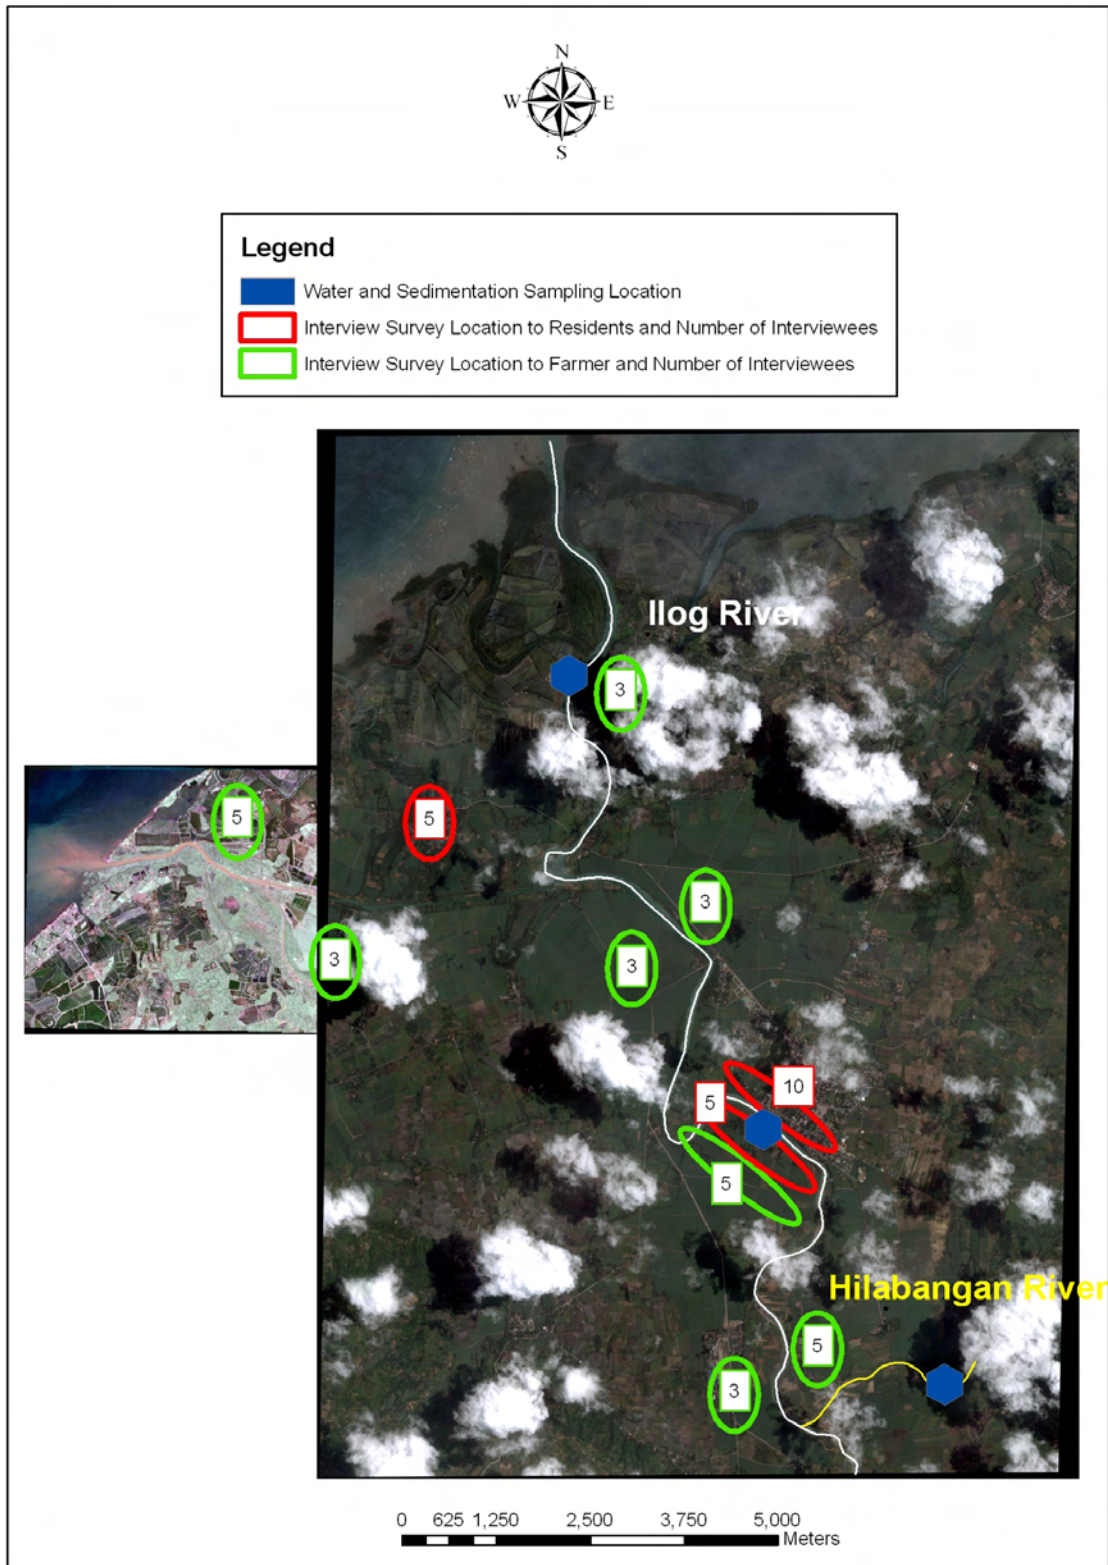 N
W E
S
Legend
Water and Sedimentation Sampling Location
Interview Survey Location to Residents and Number of Interviewees
Interview Survey Location to Farmer and Number of Interviewees
Ilog River
3
5
5
3
3
3
10
5
5
Hilabangan River
5
3
0 625 1,250 2,500 3,750 5,000
Meters